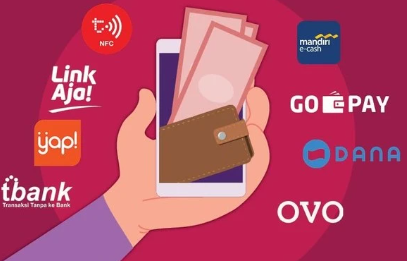 t
NFC
mandiri
e-cash
Link
Aja!
GO PAY
yap!
DANA
tbank
Transaksi Tanpa ke Bank
OVO